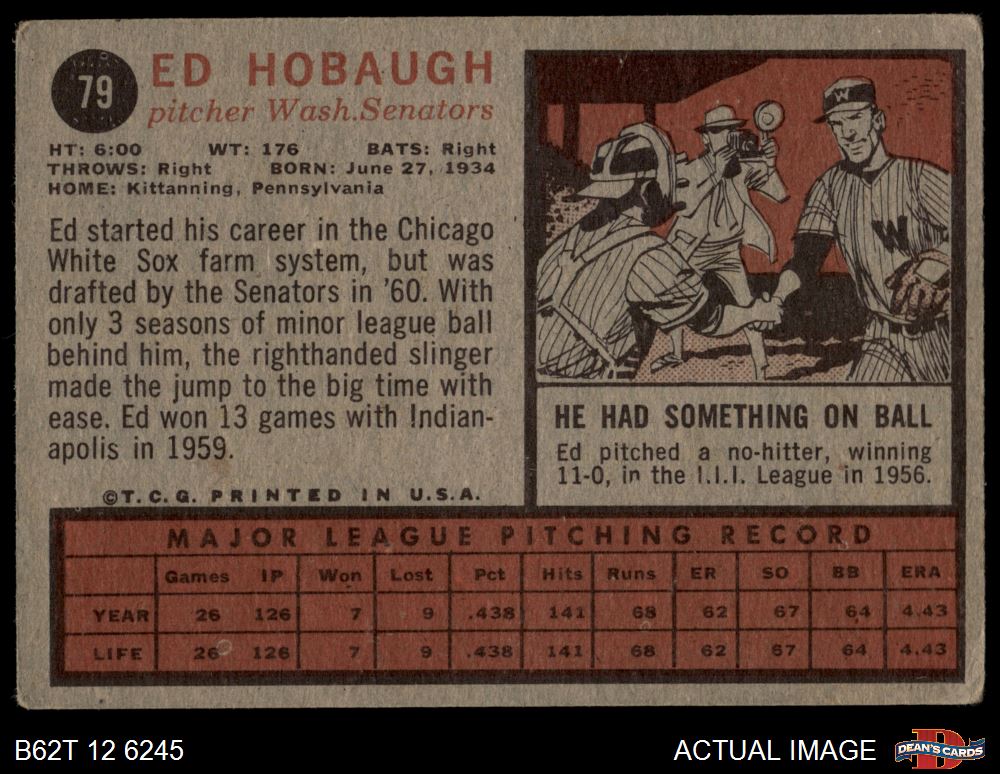 79
ED HOBAUGH
pitcher Wash.Senators
HT: 6:00 WT: 176 BATS: Right
THROWS: Right BORN: June 27, 1934
HOME: Kittanning, Pennsylvania
Ed started his career in the Chicago
White Sox farm system, but was
drafted by the Senators in '60. With
only 3 seasons of minor league ball
behind him, the righthanded slinger
made the jump to the big time with
ease. Ed won 13 games with Indian-
apolis in 1959.
©T.C.G. PRINTED IN U.S.A.
W
W
HE HAD SOMETHING ON BALL
Ed pitched a no-hitter, winning
11-0, in the I.I.I. League in 1956.
MAJOR LEAGUE PITCHING RECORD
Games IP Won Lost Pct Hits Runs ER SO BB ERA
YEAR 26 126 7 9 .438 141 68 62 67 64 4.43
LIFE 26 126 7 9 .438 141 68 62 67 64 4.43
B62T 12 6245
ACTUAL IMAGE
D
DEAN'S CARDS